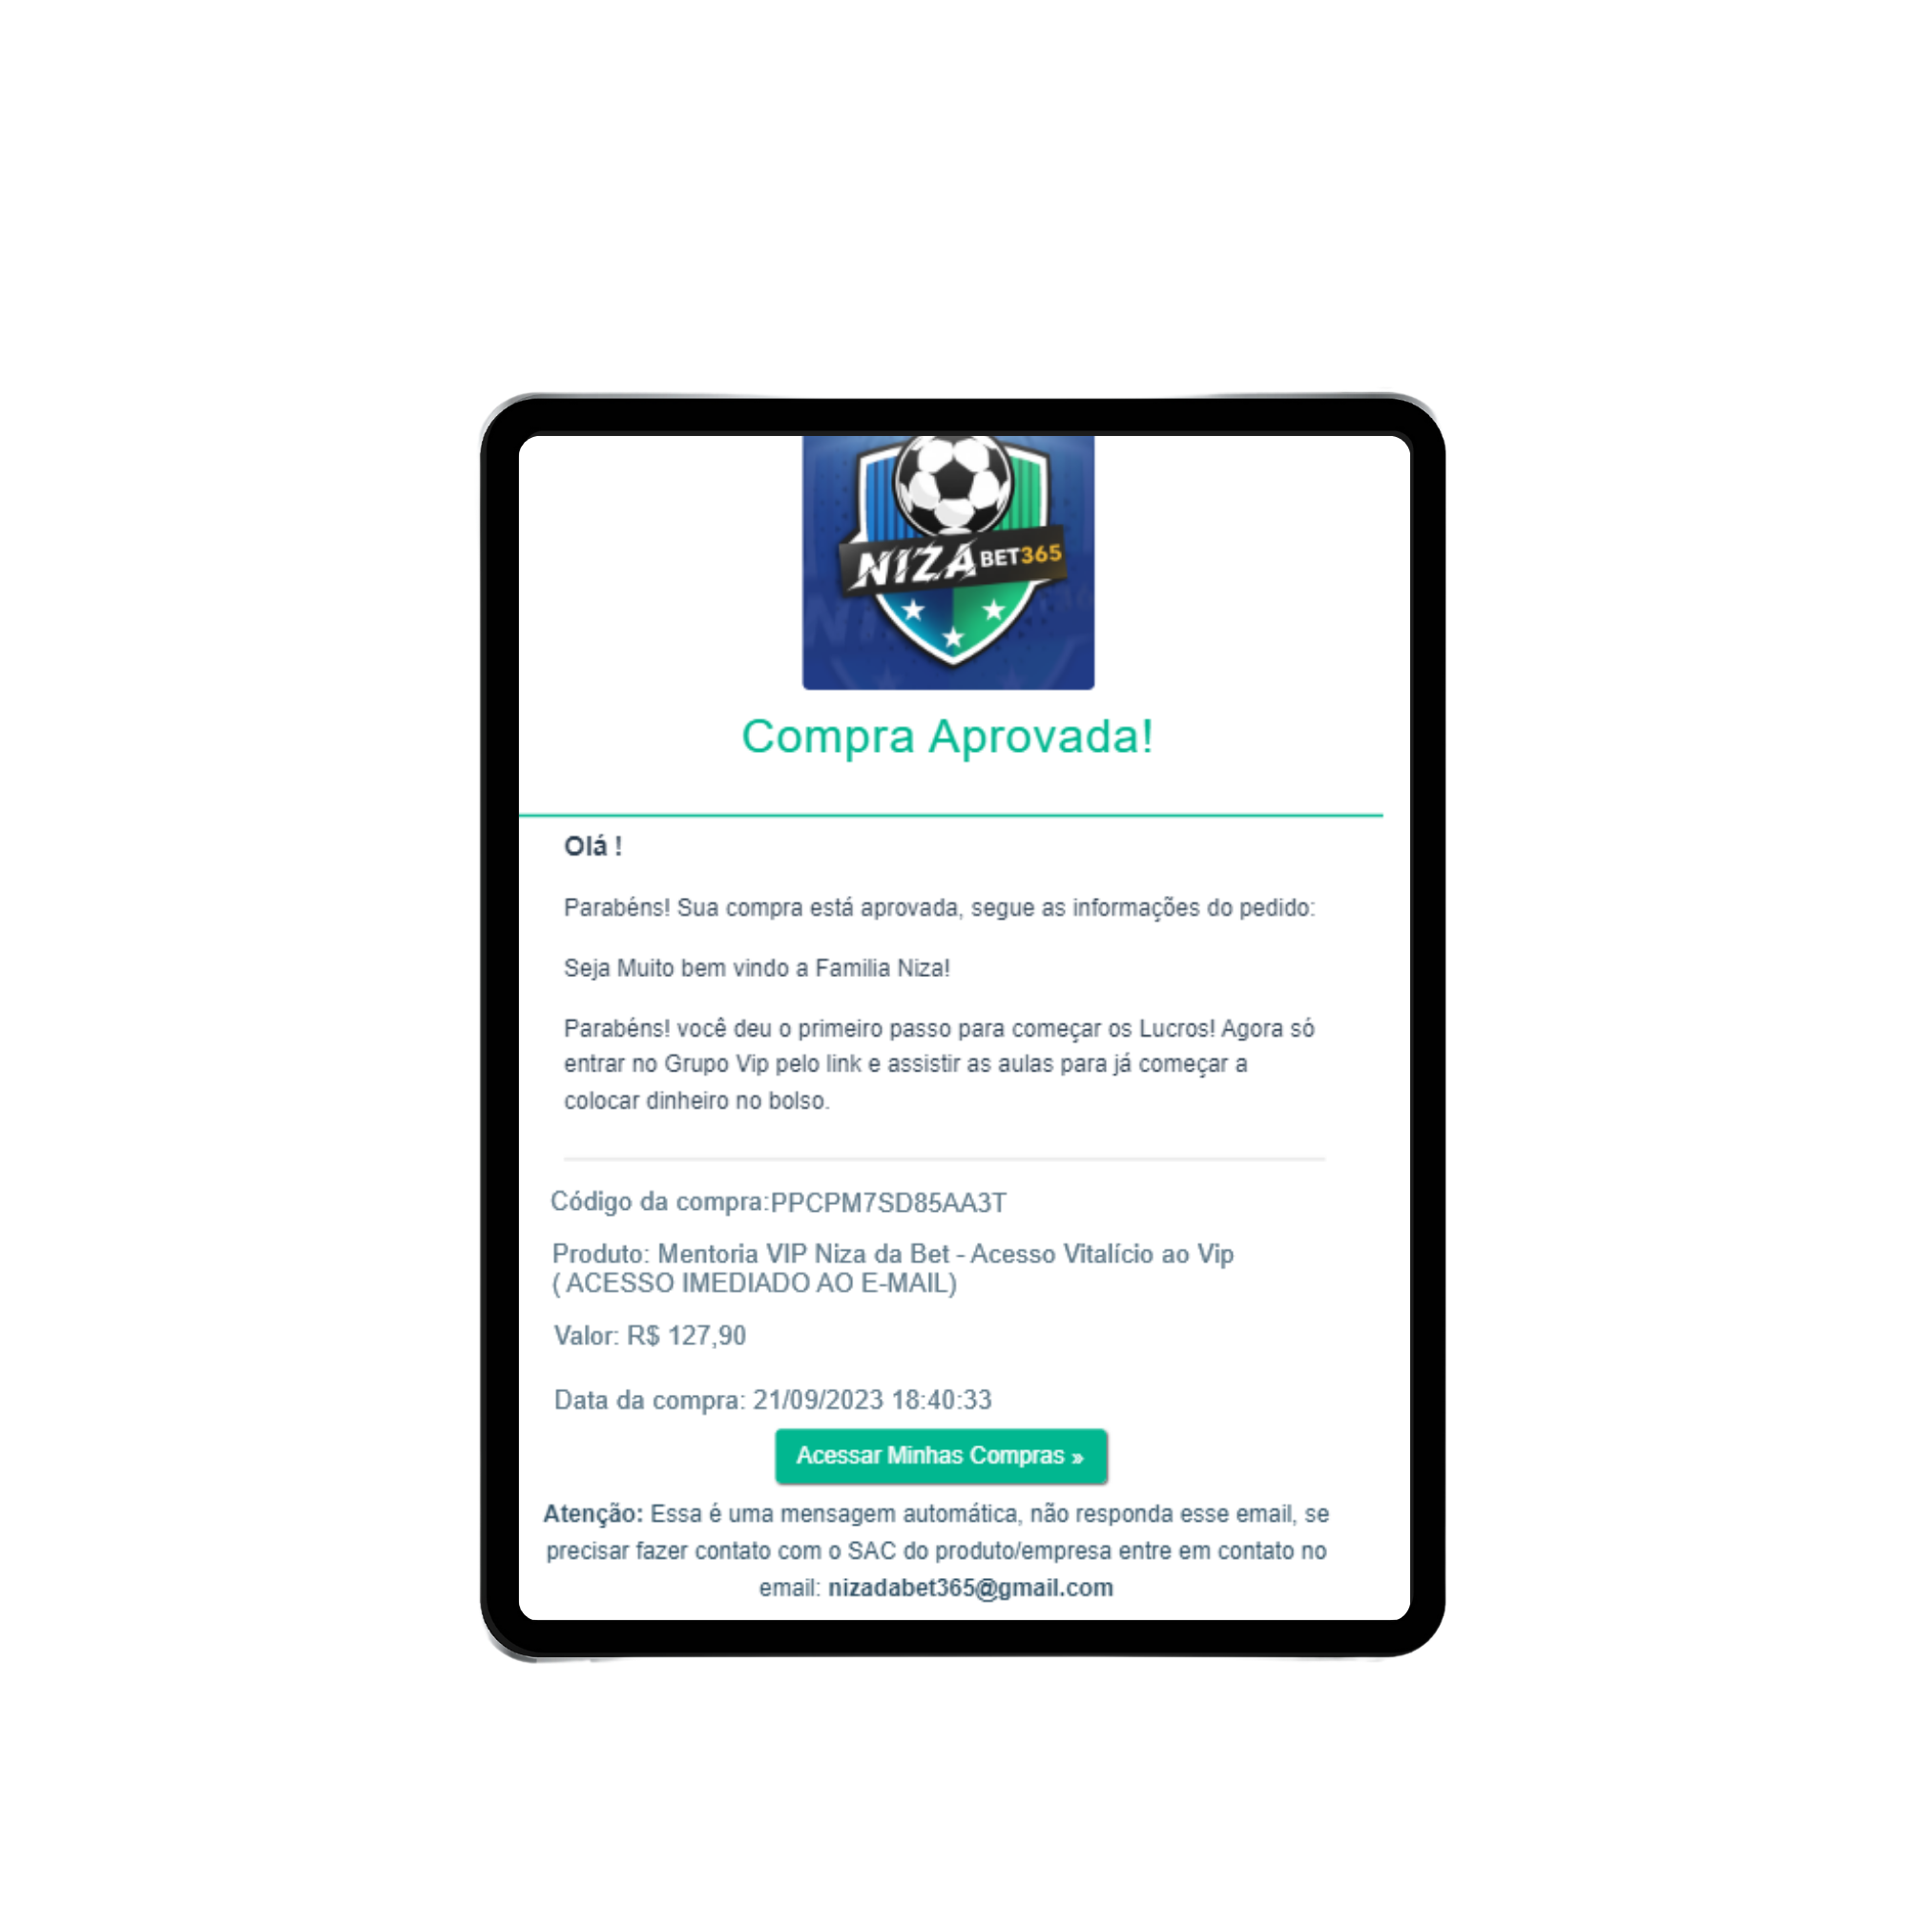 NIZA BET365
Compra Aprovada!
Olá !
Parabéns! Sua compra está aprovada, segue as informações do pedido:
Seja Muito bem vindo a Familia Niza!
Parabéns! você deu o primeiro passo para começar os Lucros! Agora só
entrar no Grupo Vip pelo link e assistir as aulas para já começar a
colocar dinheiro no bolso.
Código da compra:PPCPM7SD85AA3T
Produto: Mentoria VIP Niza da Bet - Acesso Vitalício ao Vip
( ACESSO IMEDIADO AO E-MAIL)
Valor: R$ 127,90
Data da compra: 21/09/2023 18:40:33
Acessar Minhas Compras »
Atenção: Essa é uma mensagem automática, não responda esse email, se
precisar fazer contato com o SAC do produto/empresa entre em contato no
email: nizadabet365@gmail.com